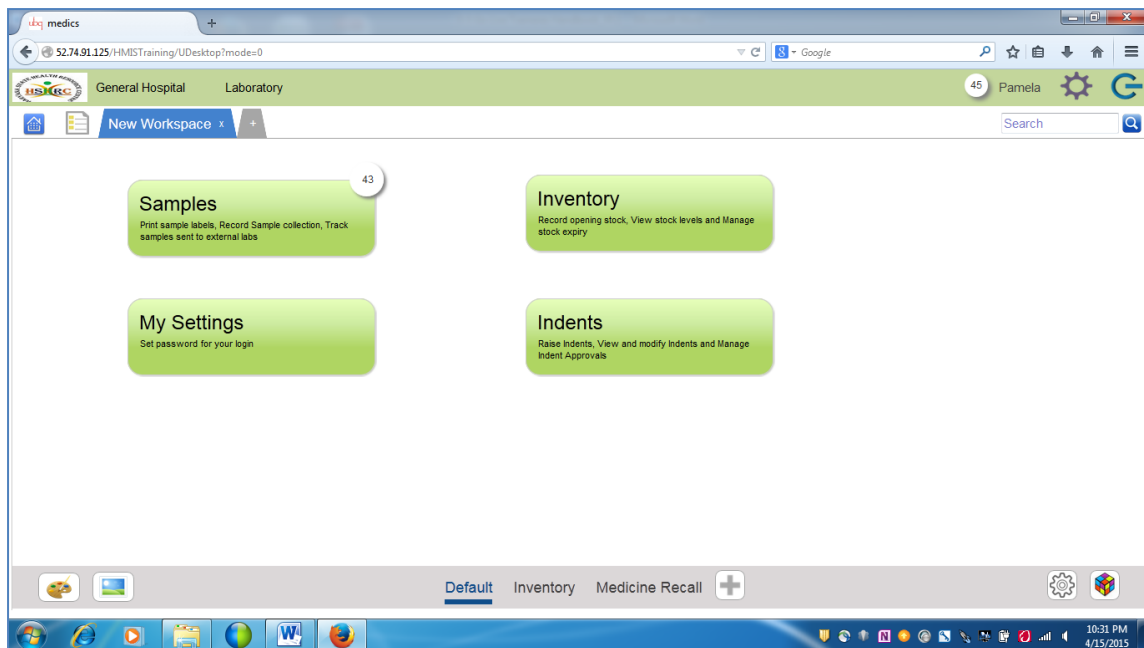 ubq medics
+
52.74.91.125/HMISTraining/UDesktop?mode=0
Google
HSHRC
General Hospital
Laboratory
45
Pamela
New Workspace x
+
Search
Samples
43
Print sample labels, Record Sample collection, Track
samples sent to external labs
Inventory
Record opening stock, View stock levels and Manage
stock expiry
My Settings
Set password for your login
Indents
Raise Indents, View and modify Indents and Manage
Indent Approvals
Default
Inventory
Medicine Recall
10:31 PM
4/15/2015